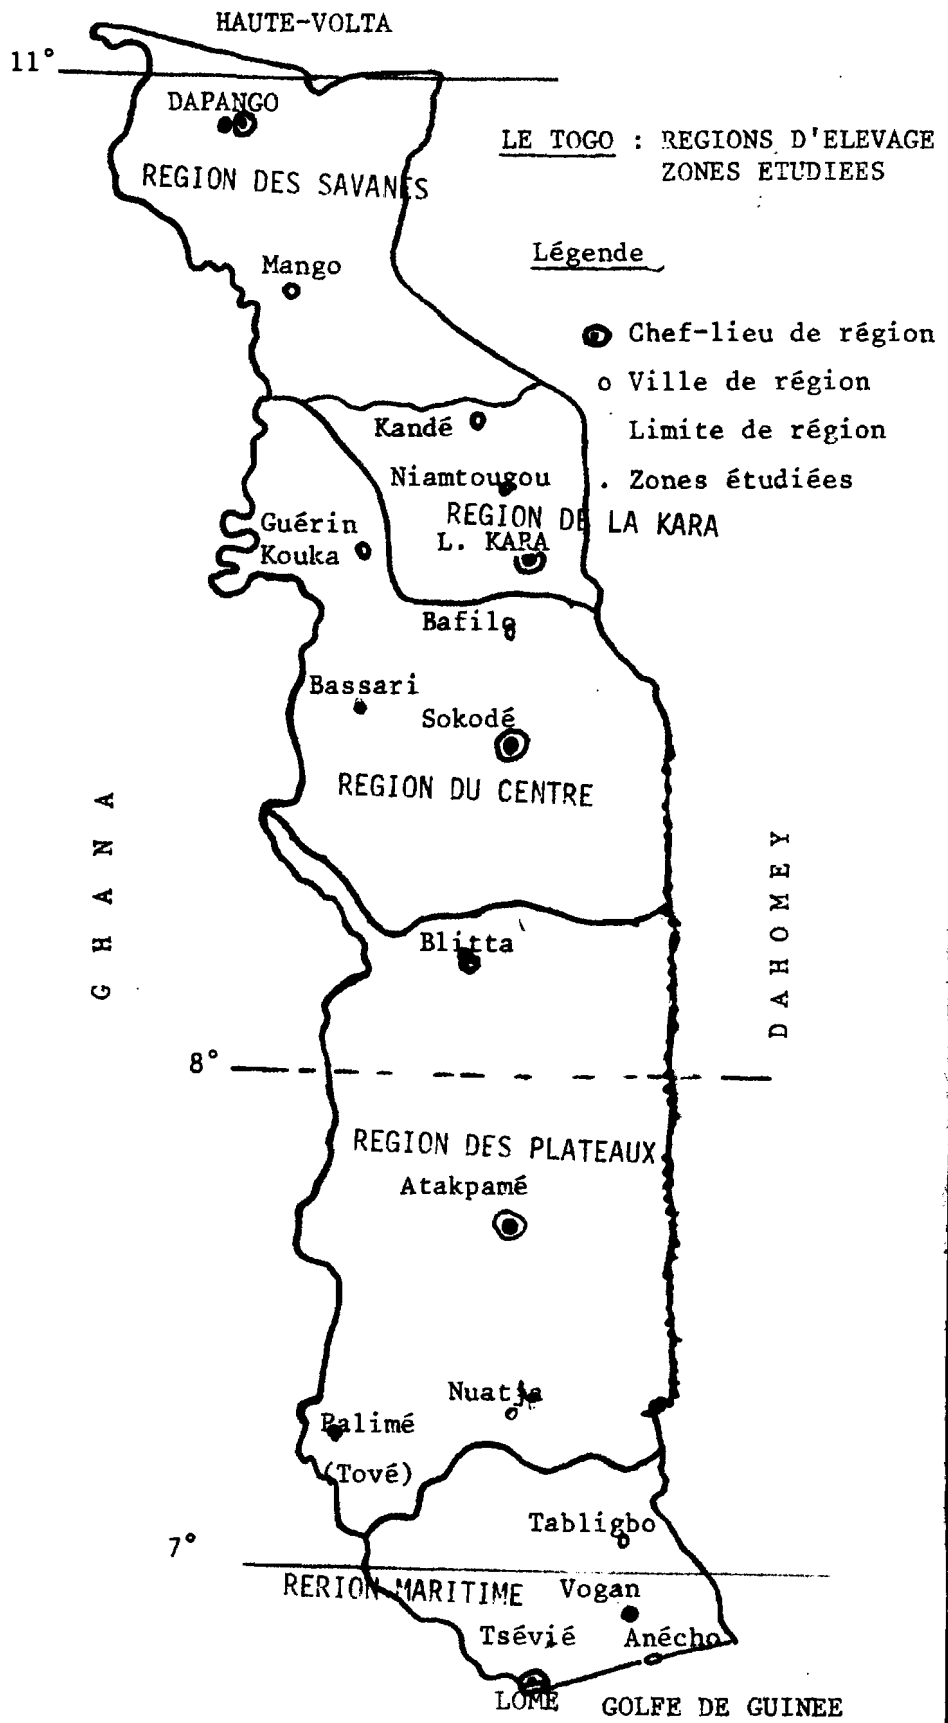 HAUTE-VOLTA
11°
DAPANGO
LE TOGO : REGIONS D'ELEVAGE
ZONES ETUDIEES
REGION DES SAVANES
Légende
Mango
Chef-lieu de région
Ville de région
Kandé
Limite de région
Niamtougou
. Zones étudiées
REGION DE LA KARA
Guérin
Kouka
L. KARA
Bafilo
Bassari
Sokodé
REGION DU CENTRE
GHANA
DAHOMEY
Blitta
8°
REGION DES PLATEAUX
Atakpamé
Nuatja
Palimé
(Tové)
Tabligbo
7°
RERION MARITIME
Vogan
Tsévié
Anécho
LOME
GOLFE DE GUINEE